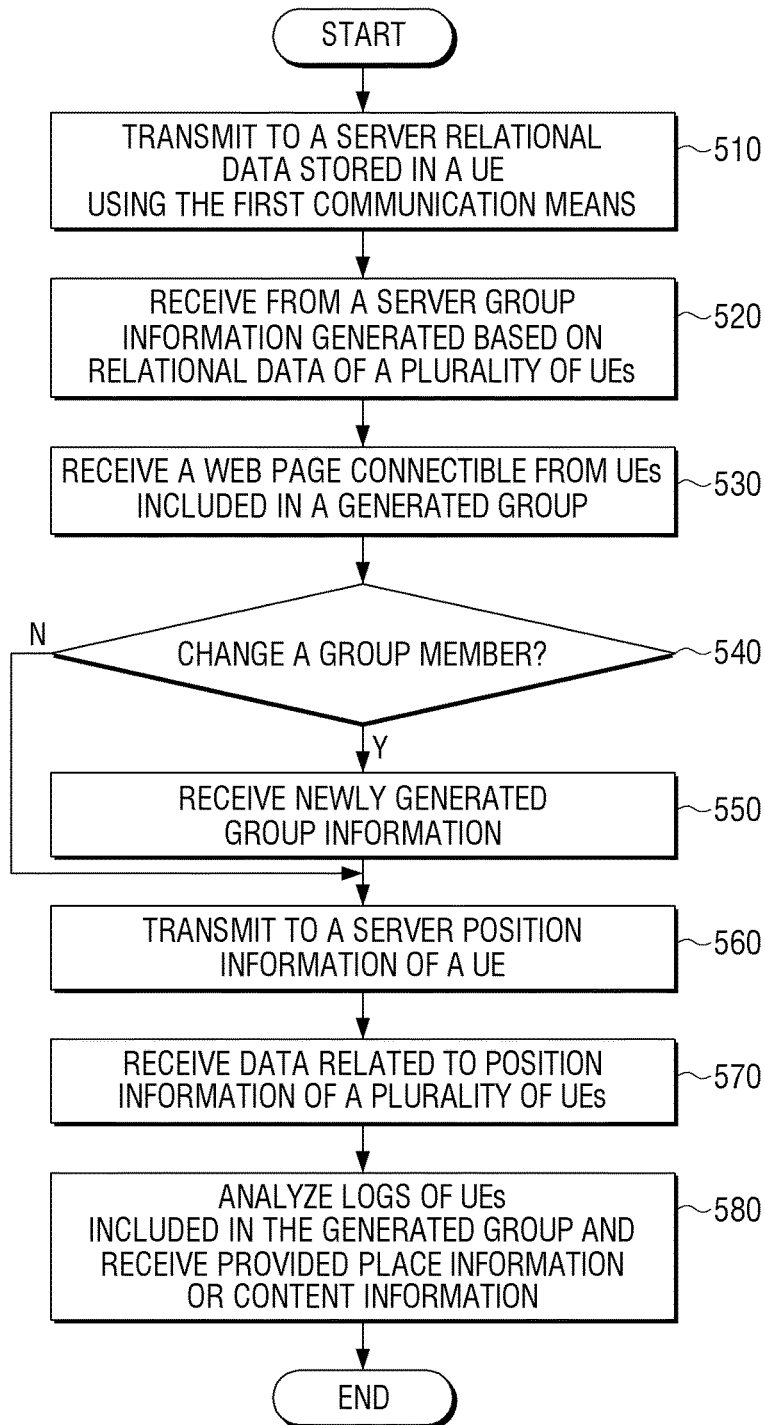 START
TRANSMIT TO A SERVER RELATIONAL
DATA STORED IN A UE
USING THE FIRST COMMUNICATION MEANS
510
RECEIVE FROM A SERVER GROUP
INFORMATION GENERATED BASED ON
RELATIONAL DATA OF A PLURALITY OF UEs
520
RECEIVE A WEB PAGE CONNECTIBLE FROM UEs
INCLUDED IN A GENERATED GROUP
530
N
CHANGE A GROUP MEMBER?
540
Y
RECEIVE NEWLY GENERATED
GROUP INFORMATION
550
TRANSMIT TO A SERVER POSITION
INFORMATION OF A UE
560
RECEIVE DATA RELATED TO POSITION
INFORMATION OF A PLURALITY OF UEs
570
ANALYZE LOGS OF UEs
INCLUDED IN THE GENERATED GROUP AND
RECEIVE PROVIDED PLACE INFORMATION
OR CONTENT INFORMATION
580
END